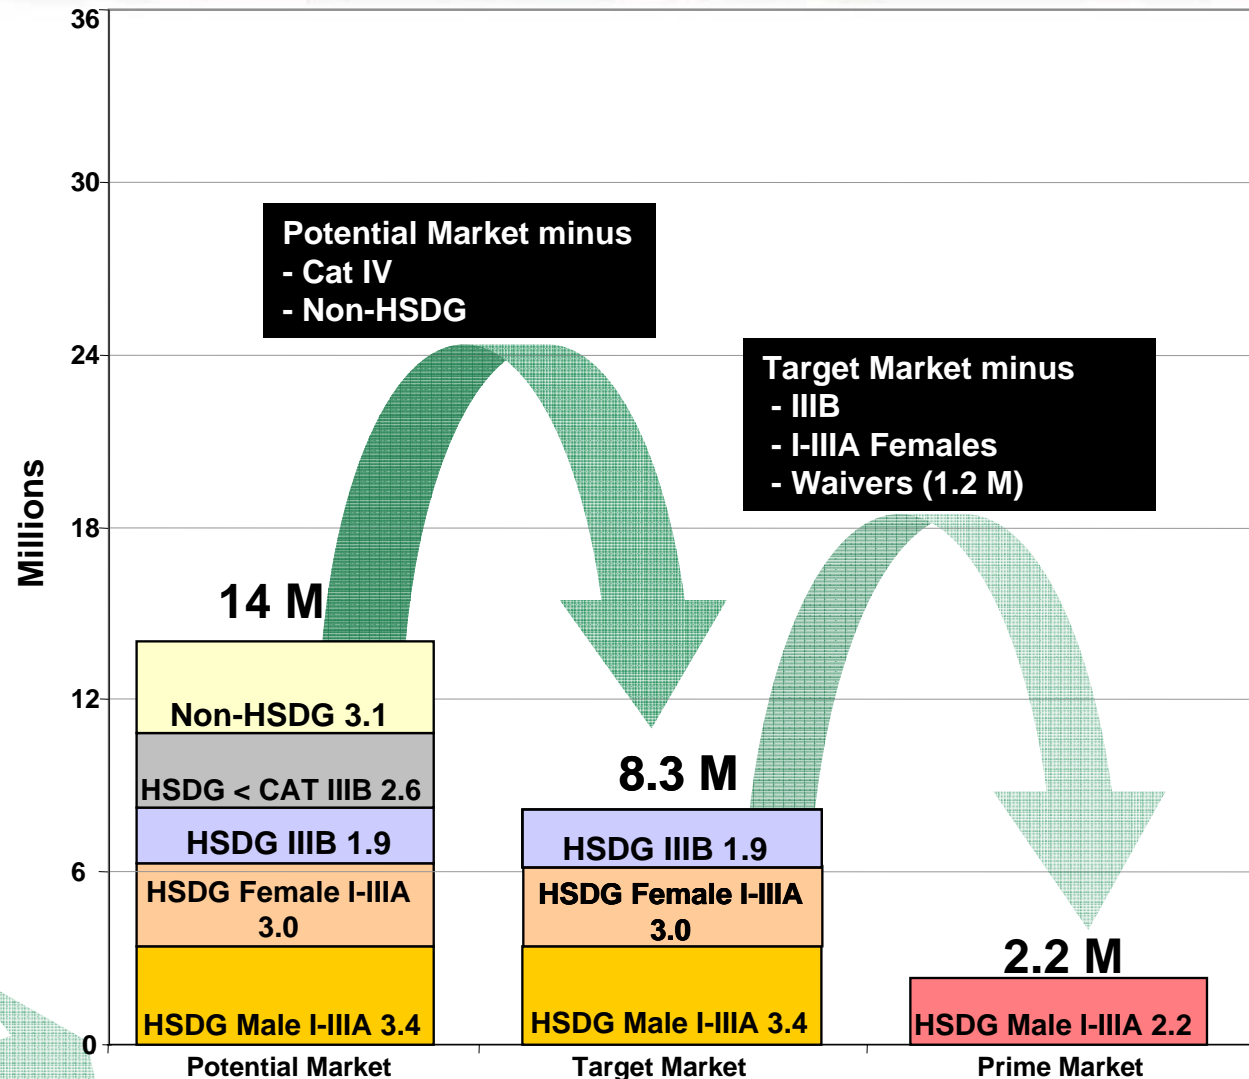 36
30
24
18
12
6
0
Millions
Potential Market minus
- Cat IV
- Non-HSDG
Target Market minus
- IIIB
- I-IIIA Females
- Waivers (1.2 M)
14 M
Non-HSDG 3.1
HSDG < CAT IIIB 2.6
HSDG IIIB 1.9
HSDG Female I-IIIA
3.0
HSDG Male I-IIIA 3.4
8.3 M
HSDG IIIB 1.9
HSDG Female I-IIIA
3.0
HSDG Male I-IIIA 3.4
2.2 M
HSDG Male I-IIIA 2.2
Potential Market
Target Market
Prime Market